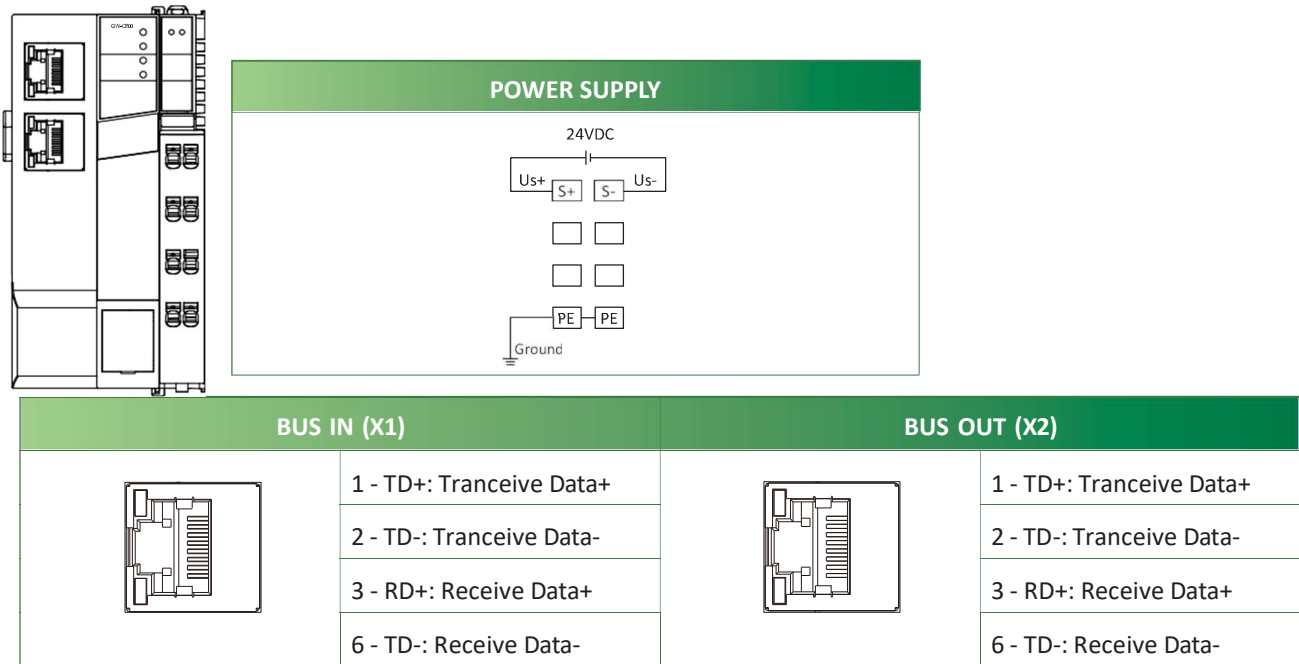 POWER SUPPLY
24VDC
Us+ S+ S- Us-
PE PE
Ground
BUS IN (X1) BUS OUT (X2)
1 - TD+: Tranceive Data+ 1 - TD+: Tranceive Data+
2 - TD-: Tranceive Data- 2 - TD-: Tranceive Data-
3 - RD+: Receive Data+ 3 - RD+: Receive Data+
6 - TD-: Receive Data- 6 - TD-: Receive Data-